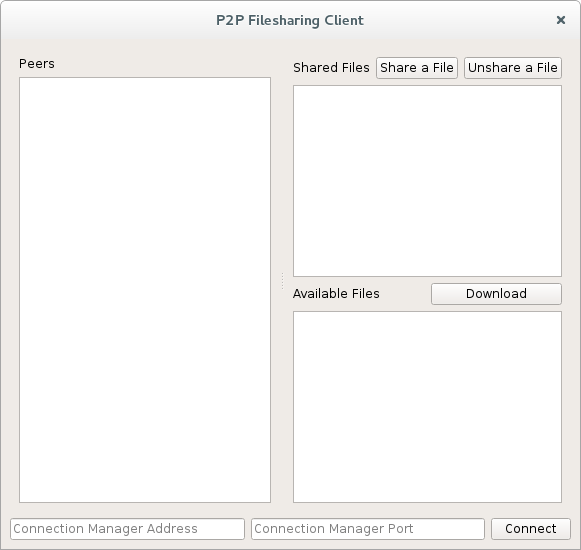 P2P Filesharing Client
Peers
Shared Files
Share a File
Unshare a File
Available Files
Download
Connection Manager Address
Connection Manager Port
Connect